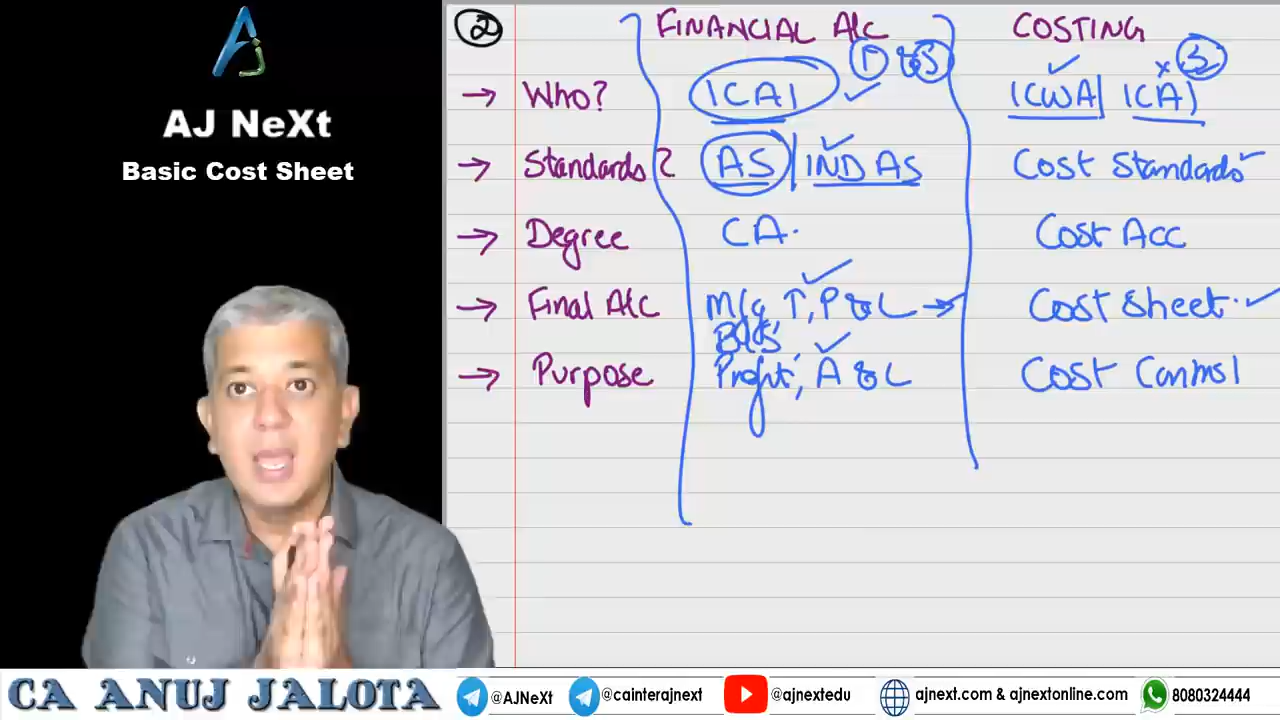 AJ NeXt
Basic Cost Sheet
2 FINANCIAL A/C COSTING
1 & 5 3
→ Who? ICAI ICWA | ICAI
→ Standards? AS | IND AS Cost Standards
→ Degree CA. Cost Acc
→ Final A/c Mfg, T, P & L → Cost Sheet.
B/S
→ Purpose Profit, A & L Cost Control
CA ANUJ JALOTA @AJNeXt @cainterajnext @ajnextedu ajnext.com & ajnextonline.com 8080324444